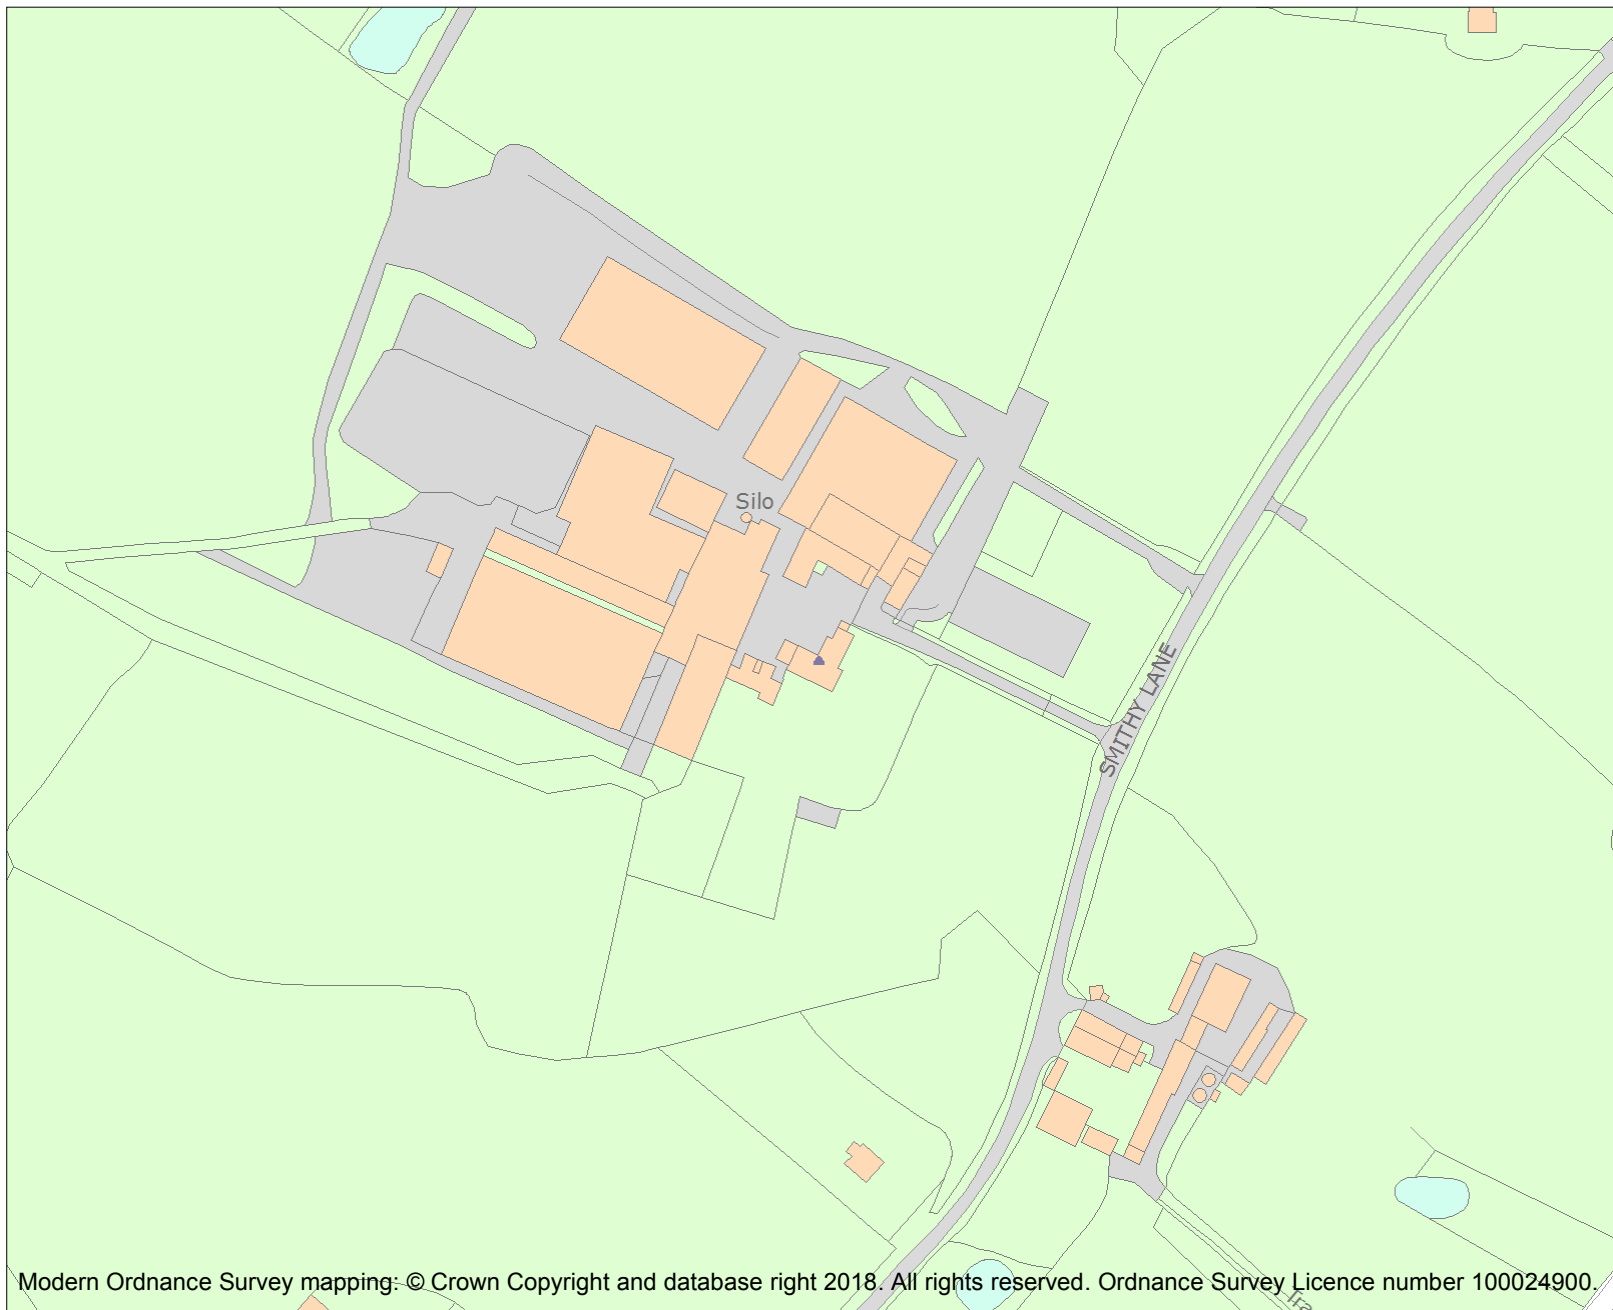 Silo
SMITHY LANE
Modern Ordnance Survey mapping: © Crown Copyright and database right 2018. All rights reserved. Ordnance Survey Licence number 100024900.
Tra